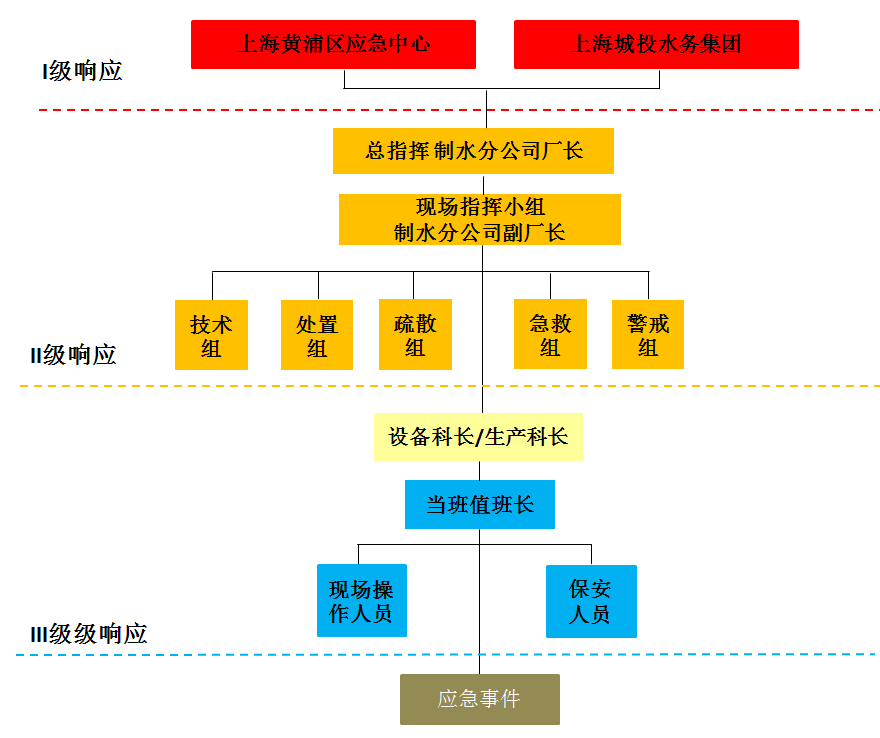 上海黄浦区应急中心
上海城投水务集团
I级响应
总指挥 制水分公司厂长
现场指挥小组
制水分公司副厂长
技术
组
处置
组
疏散
组
急救
组
警戒
组
II级响应
设备科长/生产科长
当班值班长
现场操
作人员
保安
人员
III级级响应
应急事件